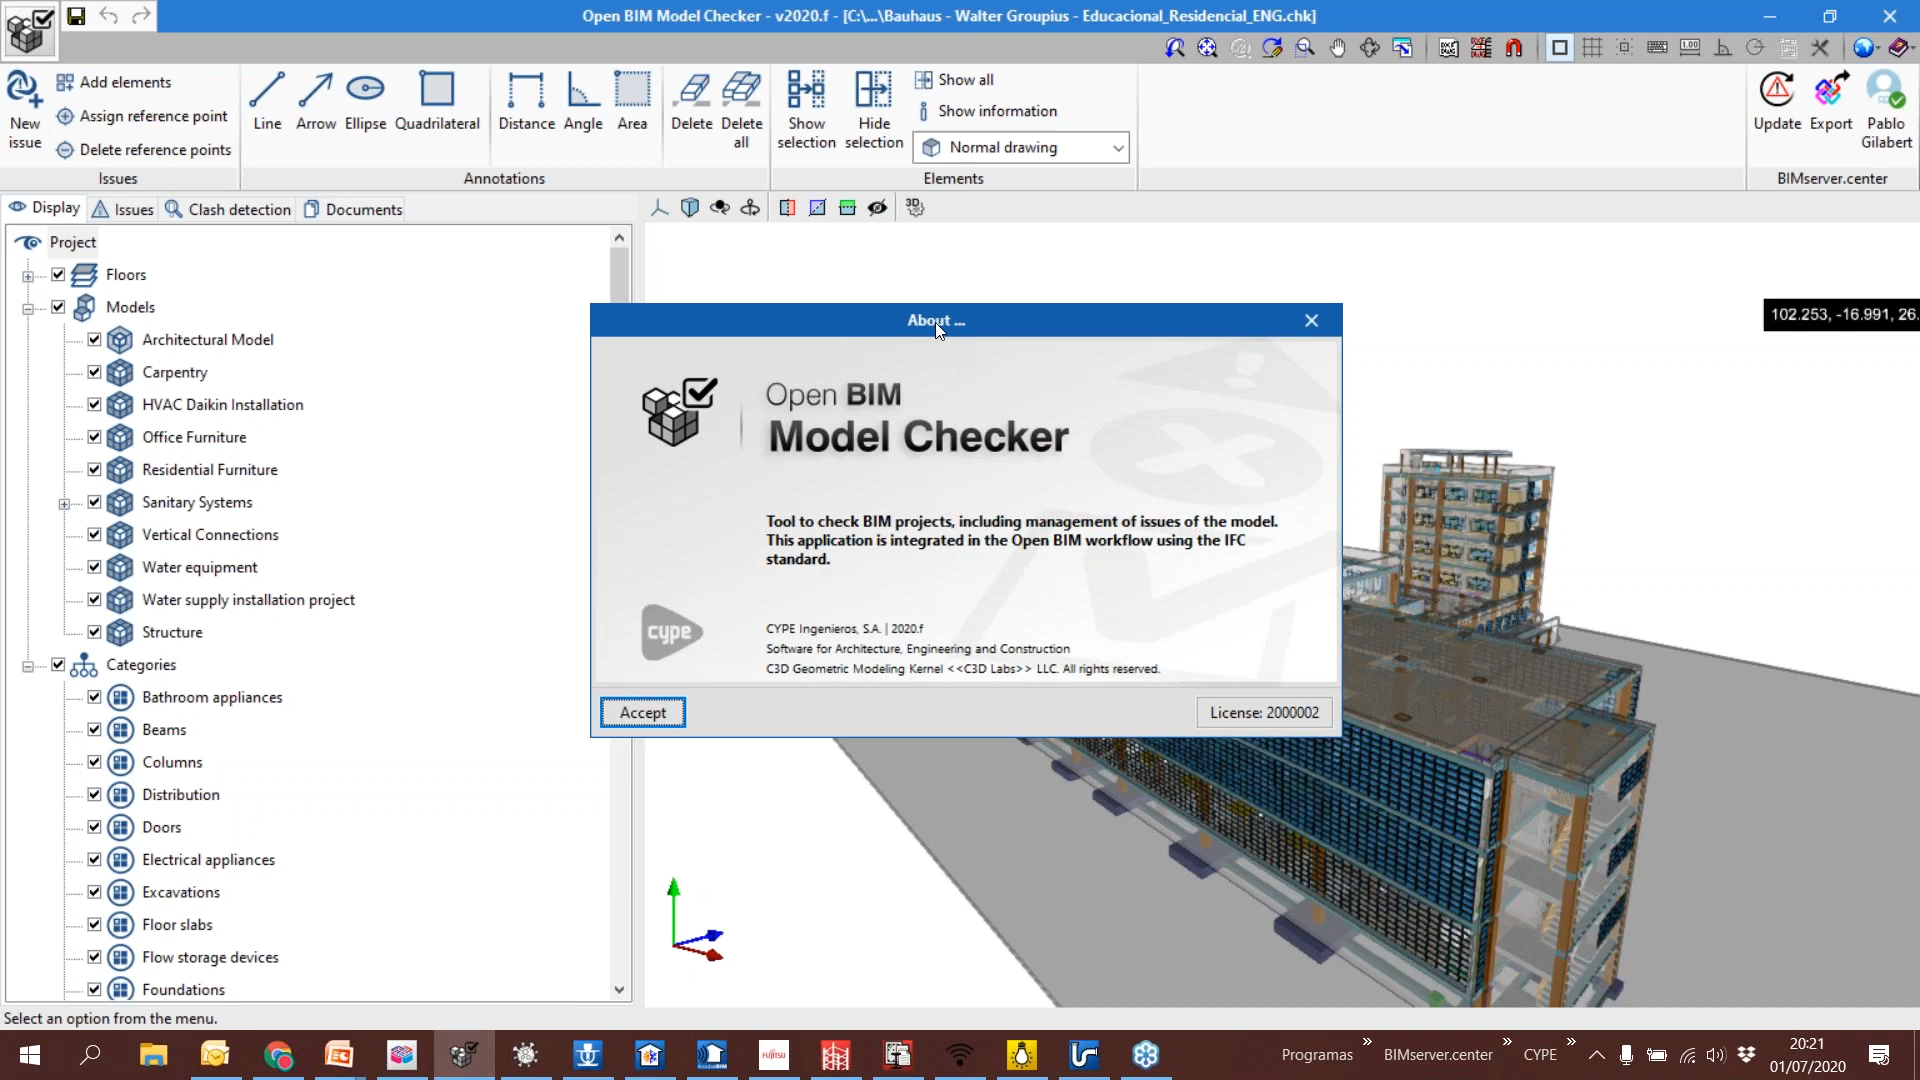 Open BIM Model Checker - v2020.f - [C:\...\Bauhaus - Walter Groupius - Educacional_Residencial_ENG.chk]
New issue
Add elements
Assign reference point
Delete reference points
Issues
Line
Arrow
Ellipse
Quadrilateral
Distance
Angle
Area
Delete
Delete all
Annotations
Show selection
Hide selection
Show all
Show information
Normal drawing
Elements
Update
Export
Pablo Gilabert
BIMserver.center
Display
Issues
Clash detection
Documents
Project
Floors
Models
Architectural Model
Carpentry
HVAC Daikin Installation
Office Furniture
Residential Furniture
Sanitary Systems
Vertical Connections
Water equipment
Water supply installation project
Structure
Categories
Bathroom appliances
Beams
Columns
Distribution
Doors
Electrical appliances
Excavations
Floor slabs
Flow storage devices
Foundations
102.253, -16.991, 26.
About ...
Open BIM
Model Checker
Tool to check BIM projects, including management of issues of the model.
This application is integrated in the Open BIM workflow using the IFC
standard.
cype
CYPE Ingenieros, S.A. | 2020.f
Software for Architecture, Engineering and Construction
C3D Geometric Modeling Kernel <<C3D Labs>> LLC. All rights reserved.
Accept
License: 2000002
Select an option from the menu.
FUJITSU
Programas
BIMserver.center
CYPE
20:21
01/07/2020